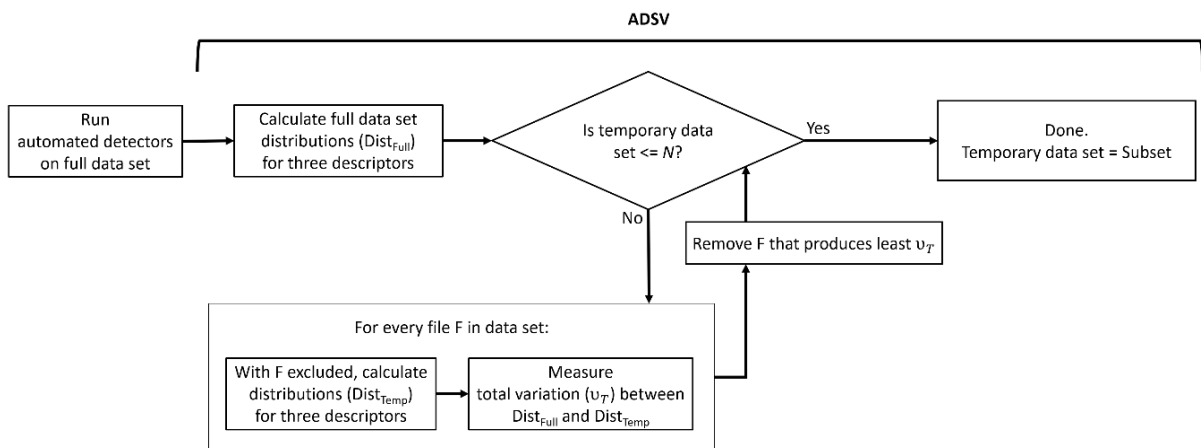 ADSV
Run
automated detectors
on full data set
Calculate full data set
distributions (Dist_Full)
for three descriptors
Is temporary data
set <= N?
Yes
Done.
Temporary data set = Subset
No
Remove F that produces least υ_T
For every file F in data set:
With F excluded, calculate
distributions (Dist_Temp)
for three descriptors
Measure
total variation (υ_T) between
Dist_Full and Dist_Temp